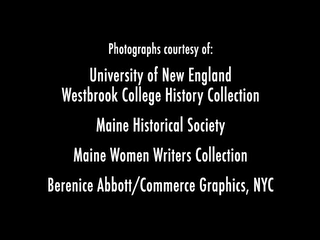 Photographs courtesy of:
University of New England
Westbrook College History Collection
Maine Historical Society
Maine Women Writers Collection
Berenice Abbott/Commerce Graphics, NYC